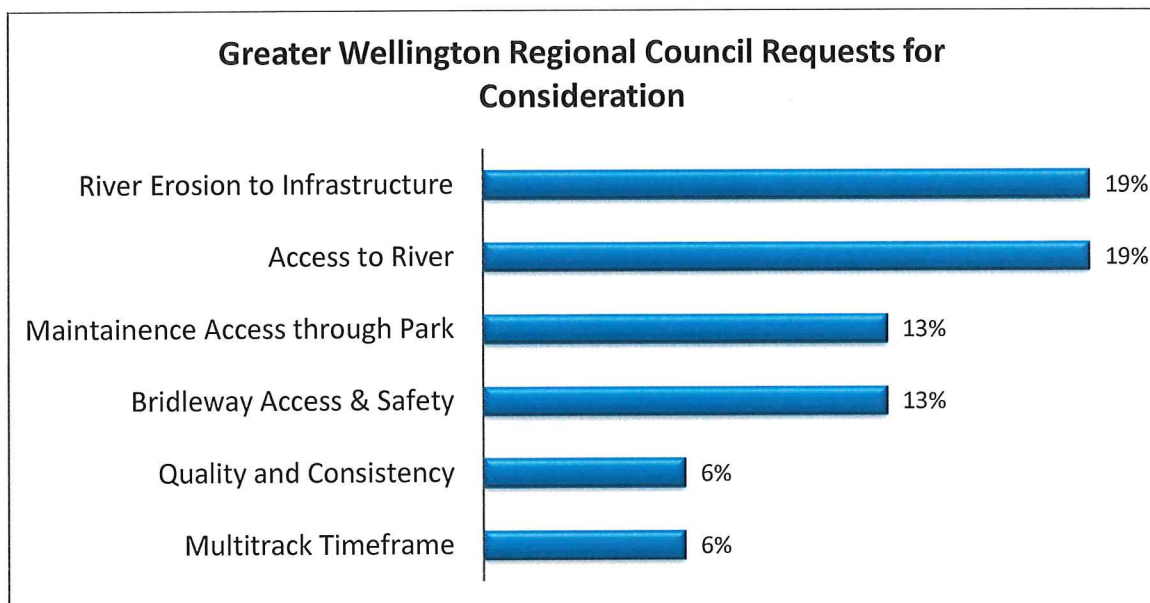 Greater Wellington Regional Council Requests for
Consideration
River Erosion to Infrastructure 19%
Access to River 19%
Maintainence Access through Park 13%
Bridleway Access & Safety 13%
Quality and Consistency 6%
Multitrack Timeframe 6%